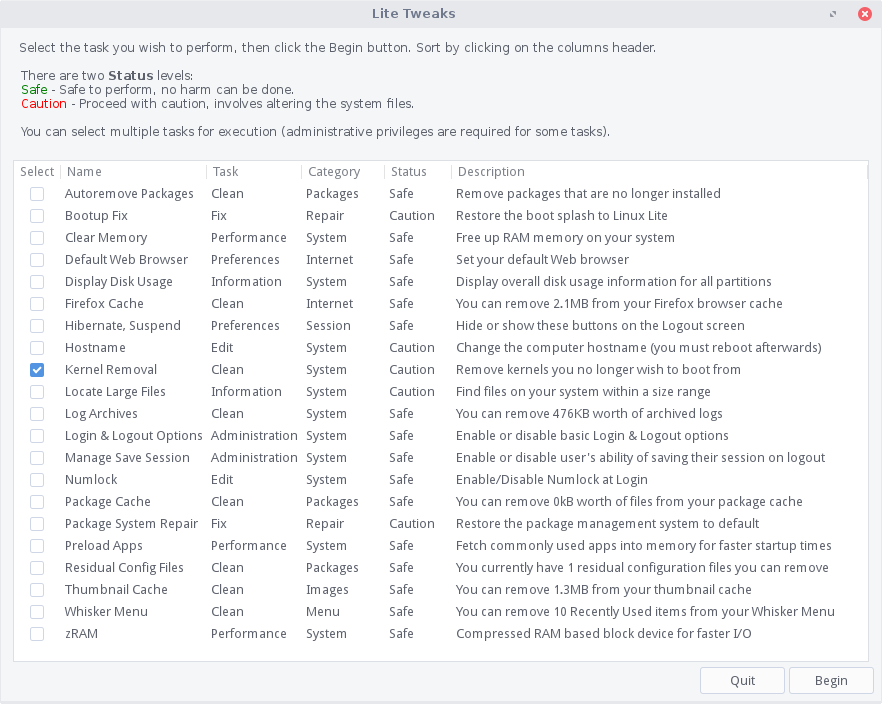 Lite Tweaks
Select the task you wish to perform, then click the Begin button. Sort by clicking on the columns header.
There are two Status levels:
Safe - Safe to perform, no harm can be done.
Caution - Proceed with caution, involves altering the system files.
You can select multiple tasks for execution (administrative privileges are required for some tasks).
Select Name Task Category Status Description
Autoremove Packages Clean Packages Safe Remove packages that are no longer installed
Bootup Fix Fix Repair Caution Restore the boot splash to Linux Lite
Clear Memory Performance System Safe Free up RAM memory on your system
Default Web Browser Preferences Internet Safe Set your default Web browser
Display Disk Usage Information System Safe Display overall disk usage information for all partitions
Firefox Cache Clean Internet Safe You can remove 2.1MB from your Firefox browser cache
Hibernate, Suspend Preferences Session Safe Hide or show these buttons on the Logout screen
Hostname Edit System Caution Change the computer hostname (you must reboot afterwards)
Kernel Removal Clean System Caution Remove kernels you no longer wish to boot from
Locate Large Files Information System Caution Find files on your system within a size range
Log Archives Clean System Safe You can remove 476KB worth of archived logs
Login & Logout Options Administration System Safe Enable or disable basic Login & Logout options
Manage Save Session Administration System Safe Enable or disable user's ability of saving their session on logout
Numlock Edit System Safe Enable/Disable Numlock at Login
Package Cache Clean Packages Safe You can remove 0kB worth of files from your package cache
Package System Repair Fix Repair Caution Restore the package management system to default
Preload Apps Performance System Safe Fetch commonly used apps into memory for faster startup times
Residual Config Files Clean Packages Safe You currently have 1 residual configuration files you can remove
Thumbnail Cache Clean Images Safe You can remove 1.3MB from your thumbnail cache
Whisker Menu Clean Menu Safe You can remove 10 Recently Used items from your Whisker Menu
zRAM Performance System Safe Compressed RAM based block device for faster I/O
Quit Begin